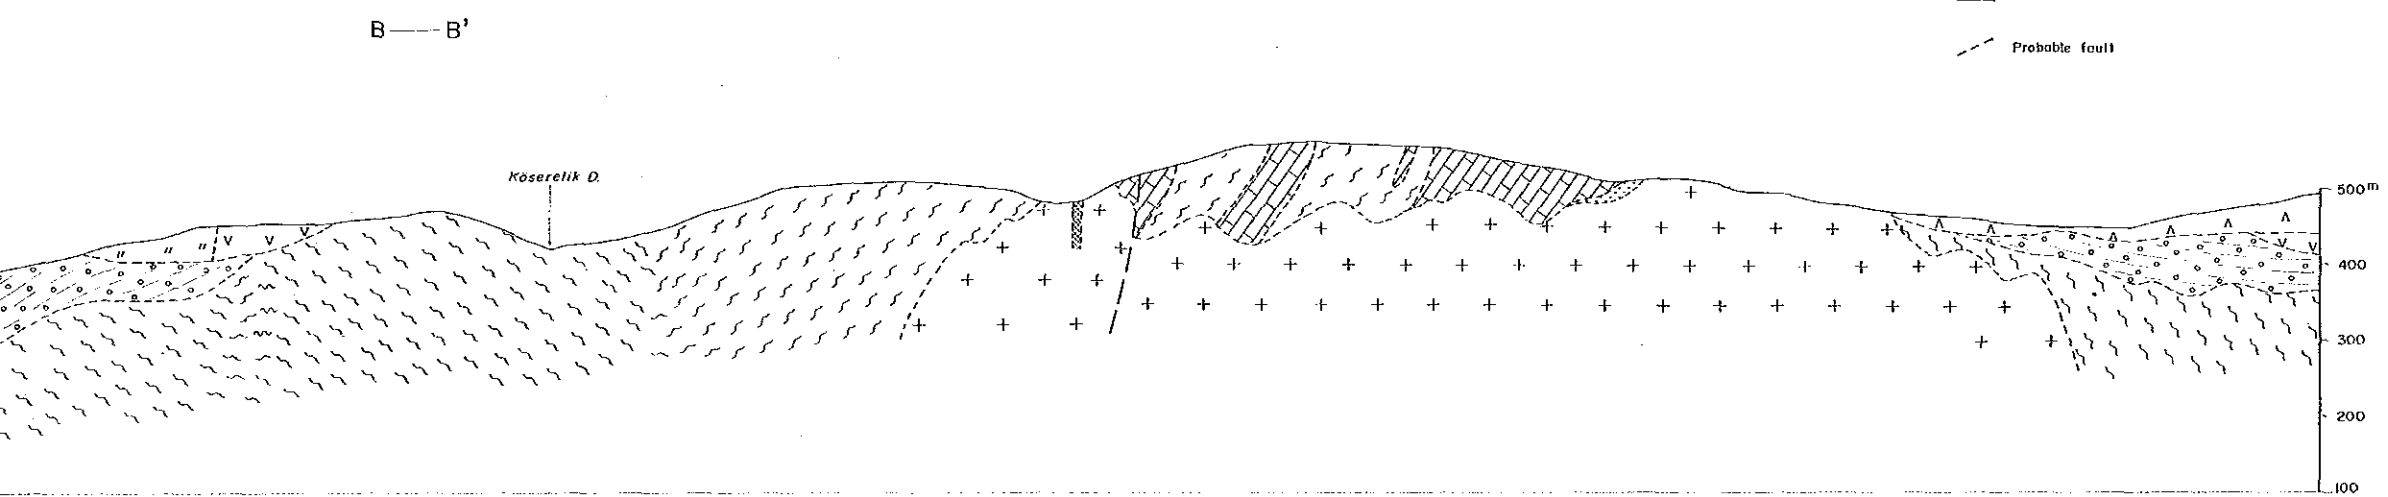 B — - - B'
Probable fault
Köserelik D.
500m
400
300
200
100